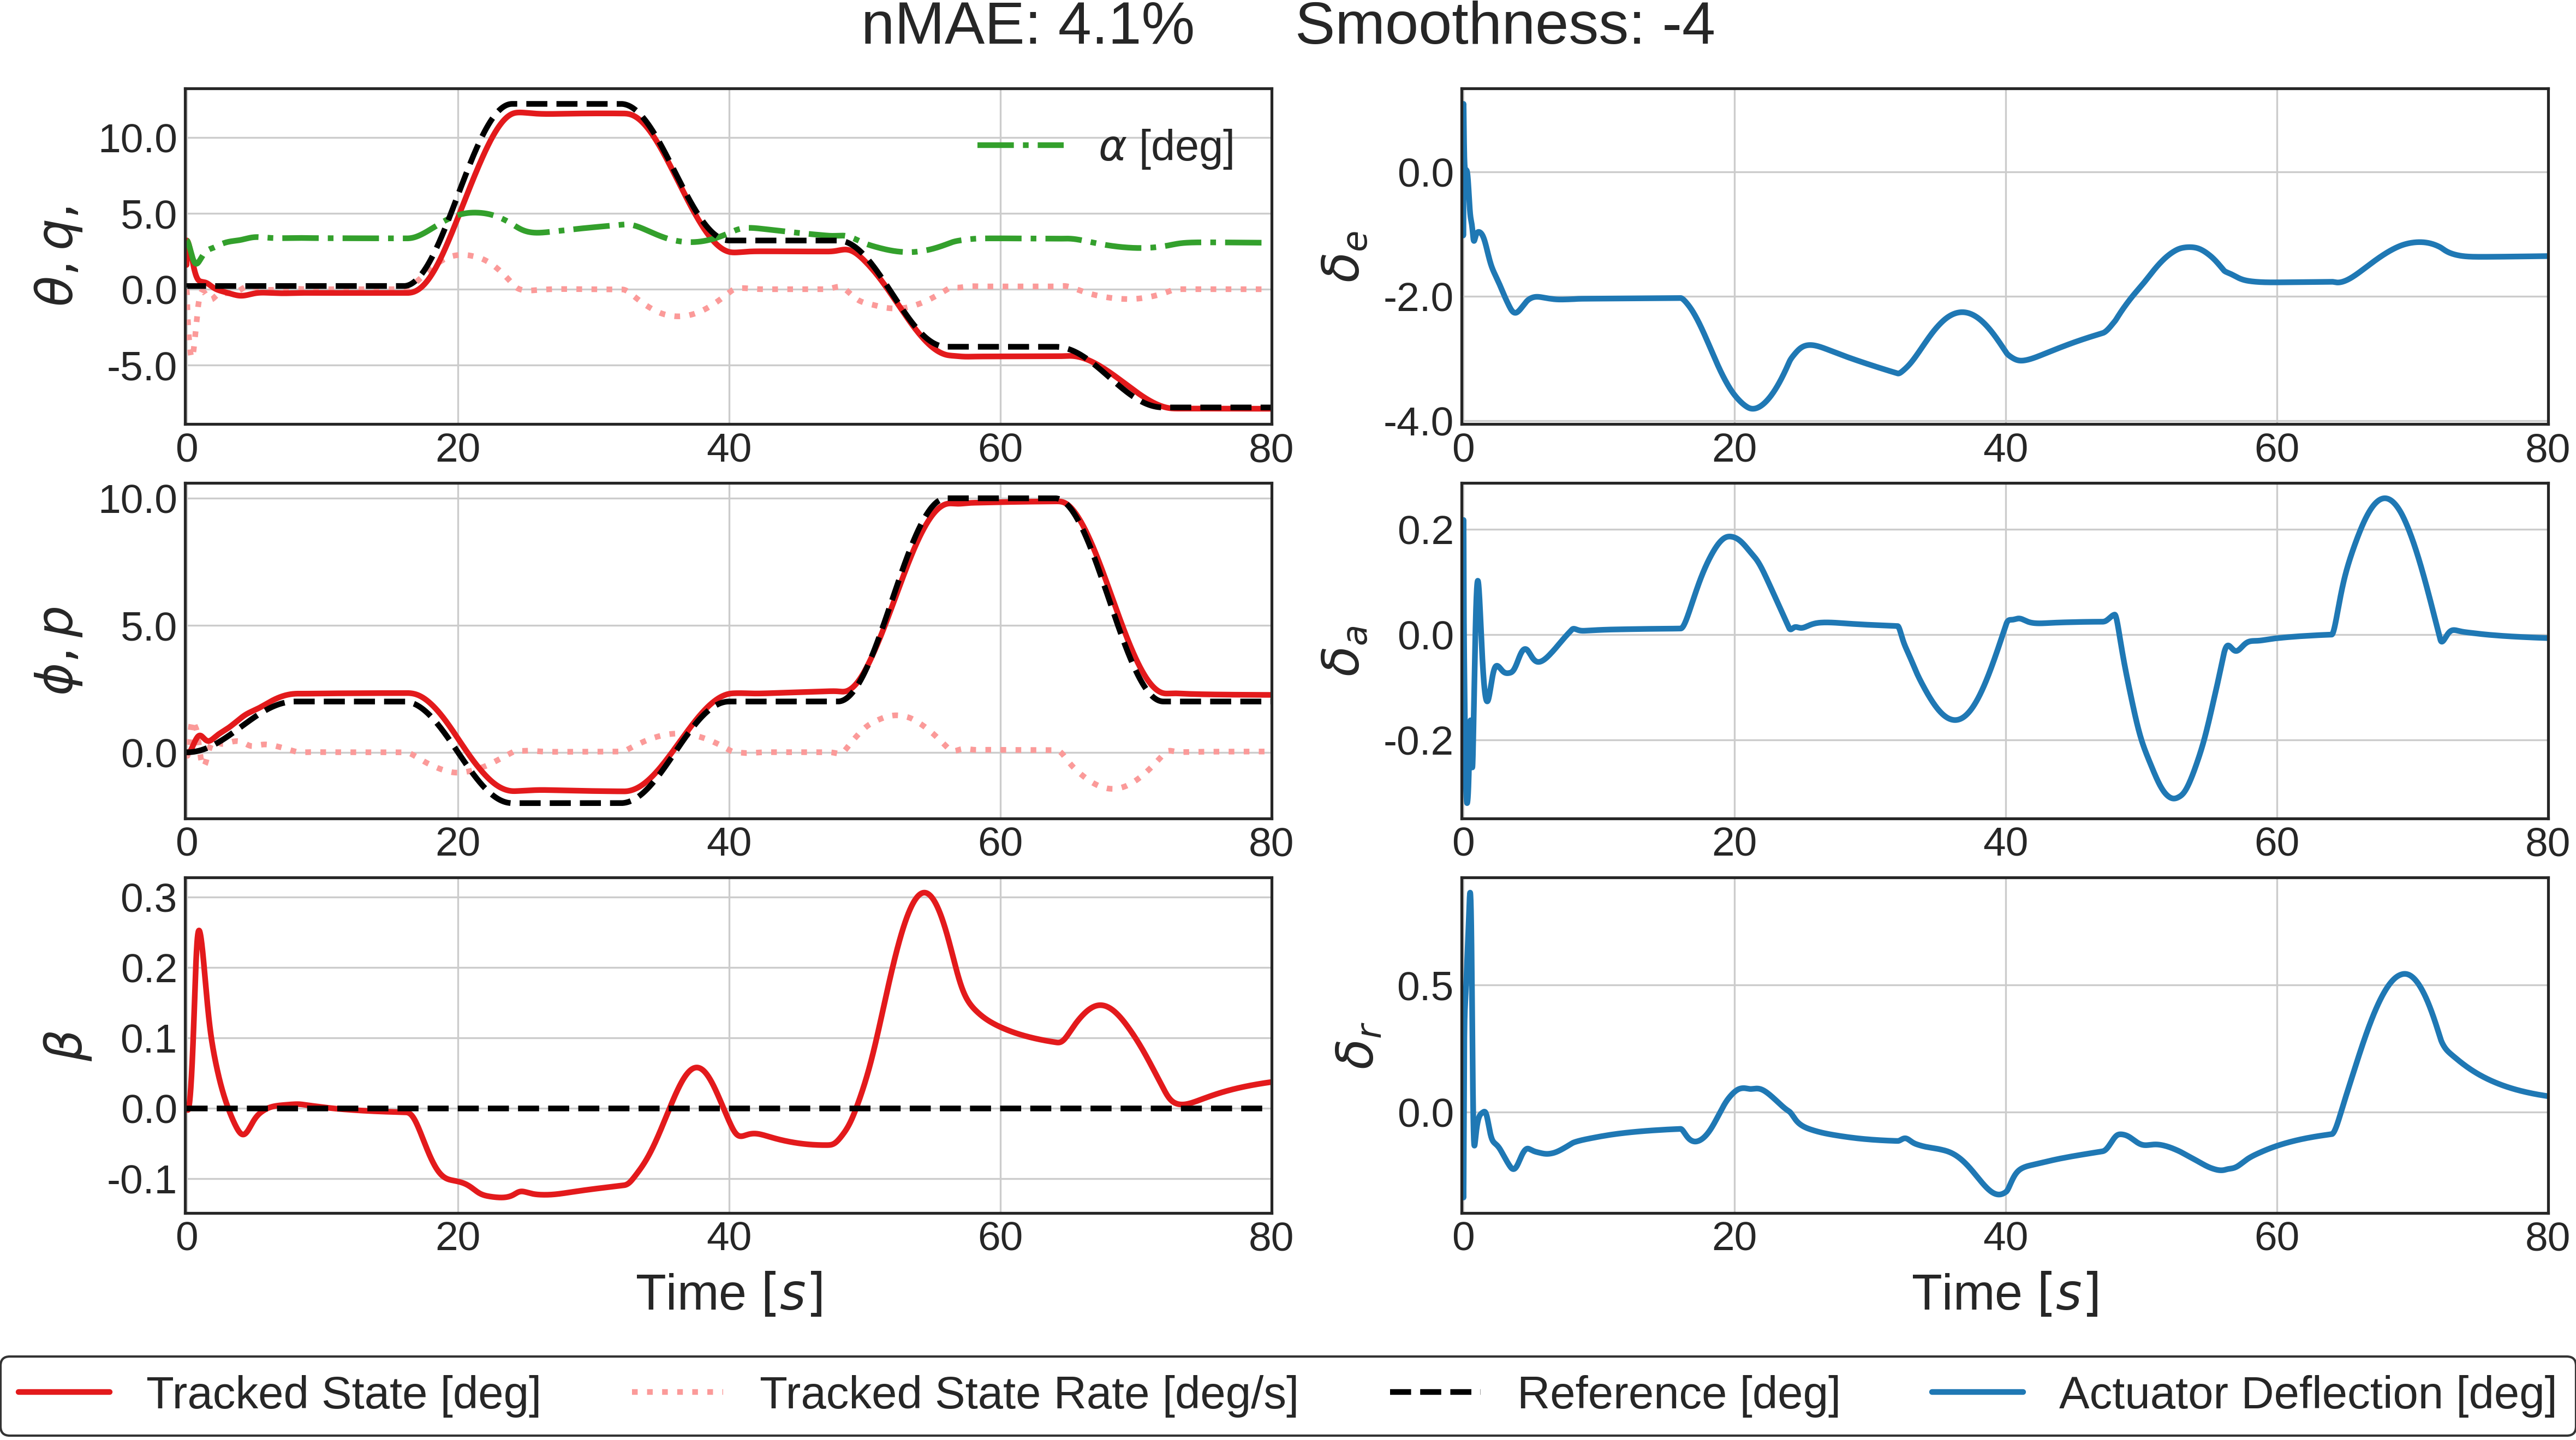 nMAE: 4.1% Smoothness: -4
θ, q,
10.0
5.0
0.0
-5.0
α [deg]
0 20 40 60 80
δe
0.0
-2.0
-4.0
0 20 40 60 80
ϕ, p
10.0
5.0
0.0
0 20 40 60 80
δa
0.2
0.0
-0.2
0 20 40 60 80
β
0.3
0.2
0.1
0.0
-0.1
0 20 40 60 80
Time [s]
δr
0.5
0.0
0 20 40 60 80
Time [s]
Tracked State [deg] Tracked State Rate [deg/s] Reference [deg] Actuator Deflection [deg]